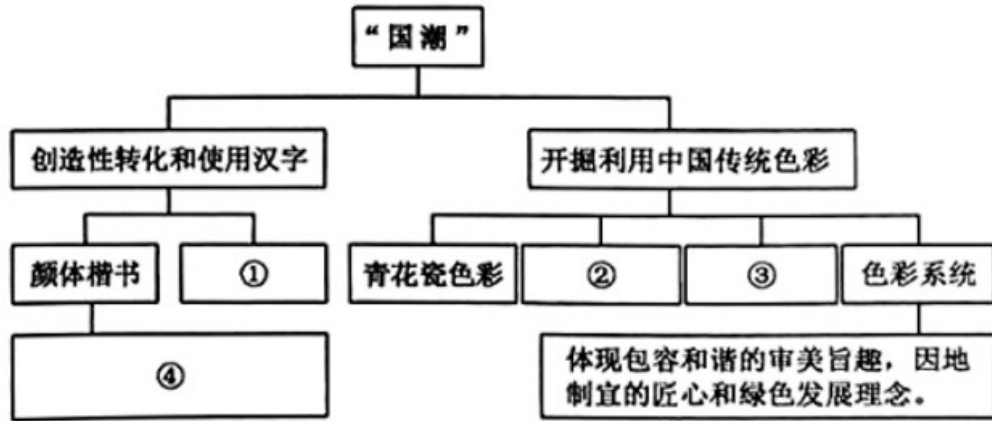 “国潮”
创造性转化和使用汉字
开掘利用中国传统色彩
颜体楷书
①
青花瓷色彩
②
③
色彩系统
④
体现包容和谐的审美旨趣，因地
制宜的匠心和绿色发展理念。